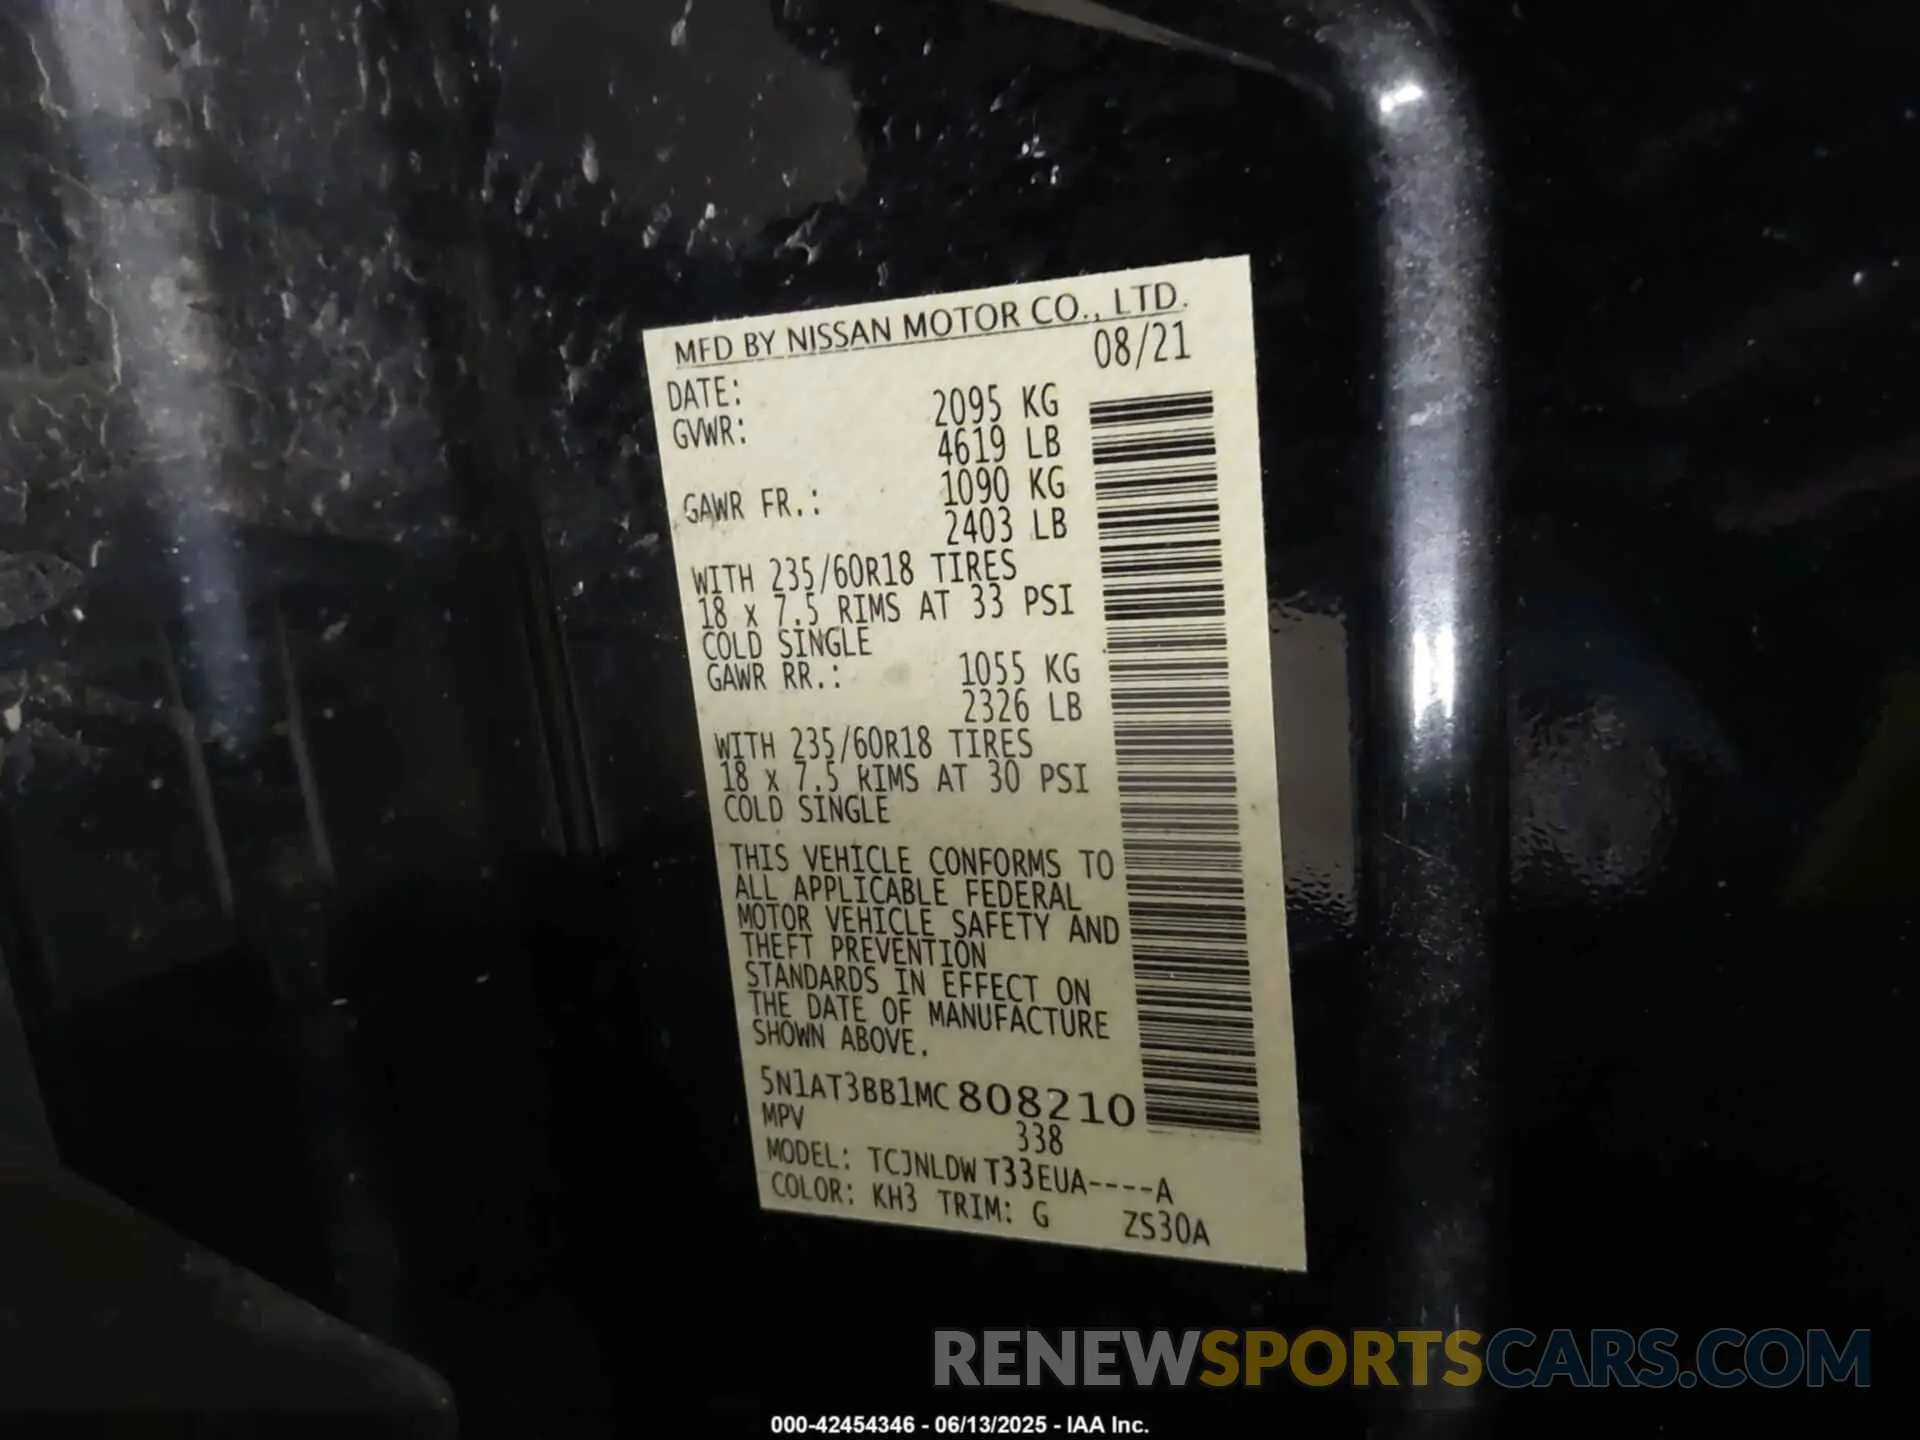 MFD BY NISSAN MOTOR CO., LTD.
DATE: 08/21
GVWR: 2095 KG
4619 LB
GAWR FR.: 1090 KG
2403 LB
WITH 235/60R18 TIRES
18 x 7.5 RIMS AT 33 PSI
COLD SINGLE
GAWR RR.: 1055 KG
2326 LB
WITH 235/60R18 TIRES
18 x 7.5 RIMS AT 30 PSI
COLD SINGLE
THIS VEHICLE CONFORMS TO
ALL APPLICABLE FEDERAL
MOTOR VEHICLE SAFETY AND
THEFT PREVENTION
STANDARDS IN EFFECT ON
THE DATE OF MANUFACTURE
SHOWN ABOVE.
5N1AT3BB1MC808210
MPV 338
MODEL: TCJNLDW T33EUA----A
COLOR: KH3 TRIM: G ZS30A
RENEWSPORTSCARS.COM
000-42454346 - 06/13/2025 - IAA Inc.